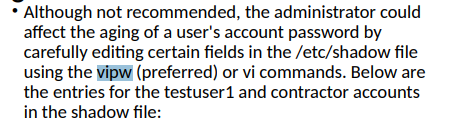 • Although not recommended, the administrator could
affect the aging of a user's account password by
carefully editing certain fields in the /etc/shadow file
using the vipw (preferred) or vi commands. Below are
the entries for the testuser1 and contractor accounts
in the shadow file: